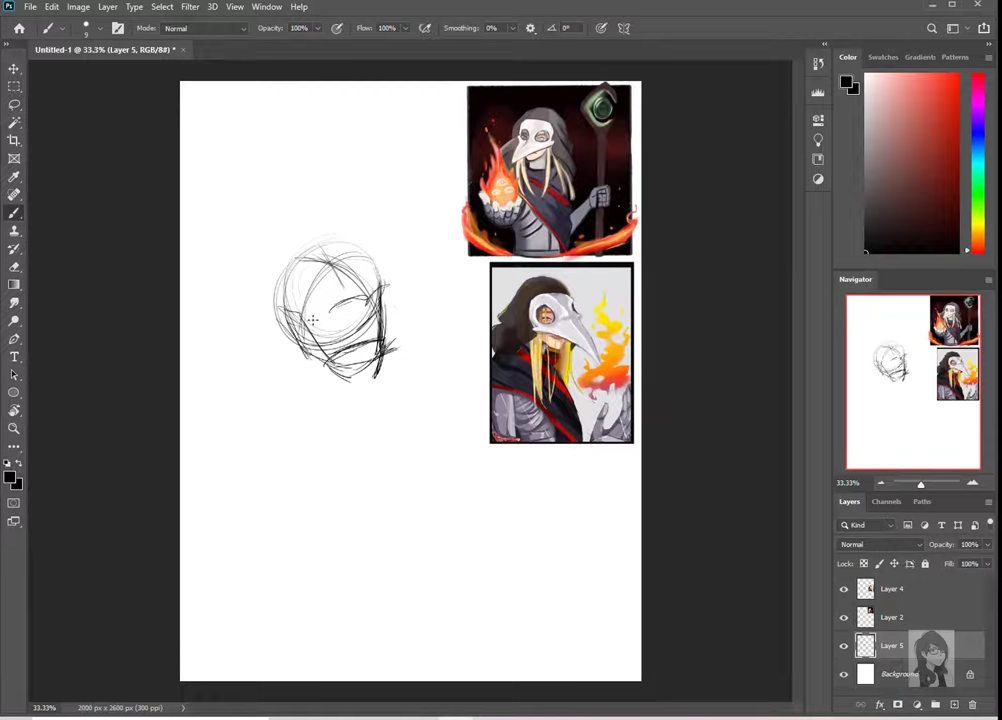 Ps File Edit Image Layer Type Select Filter 3D View Window Help
9 Mode: Normal Opacity: 100% Flow: 100% Smoothing: 0% 0°
Untitled-1 @ 33.3% (Layer 5, RGB/8#) * ×
Color Swatches Gradients Patterns
Navigator
33.33%
Layers Channels Paths
Kind
Normal Opacity: 100%
Lock: Fill: 100%
Layer 4
Layer 2
Layer 5
Background
33.33% 2000 px x 2600 px (300 ppi)